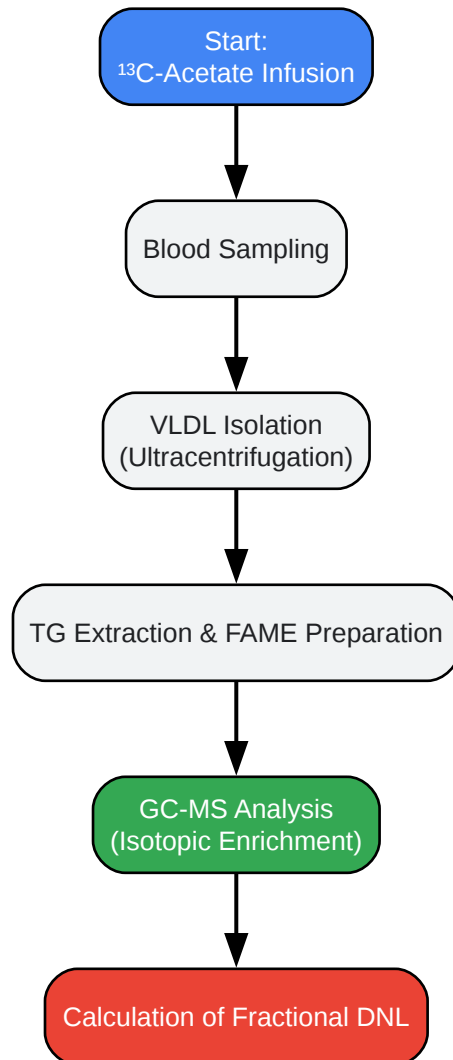 Start:
¹³C-Acetate Infusion
Blood Sampling
VLDL Isolation
(Ultracentrifugation)
TG Extraction & FAME Preparation
GC-MS Analysis
(Isotopic Enrichment)
Calculation of Fractional DNL